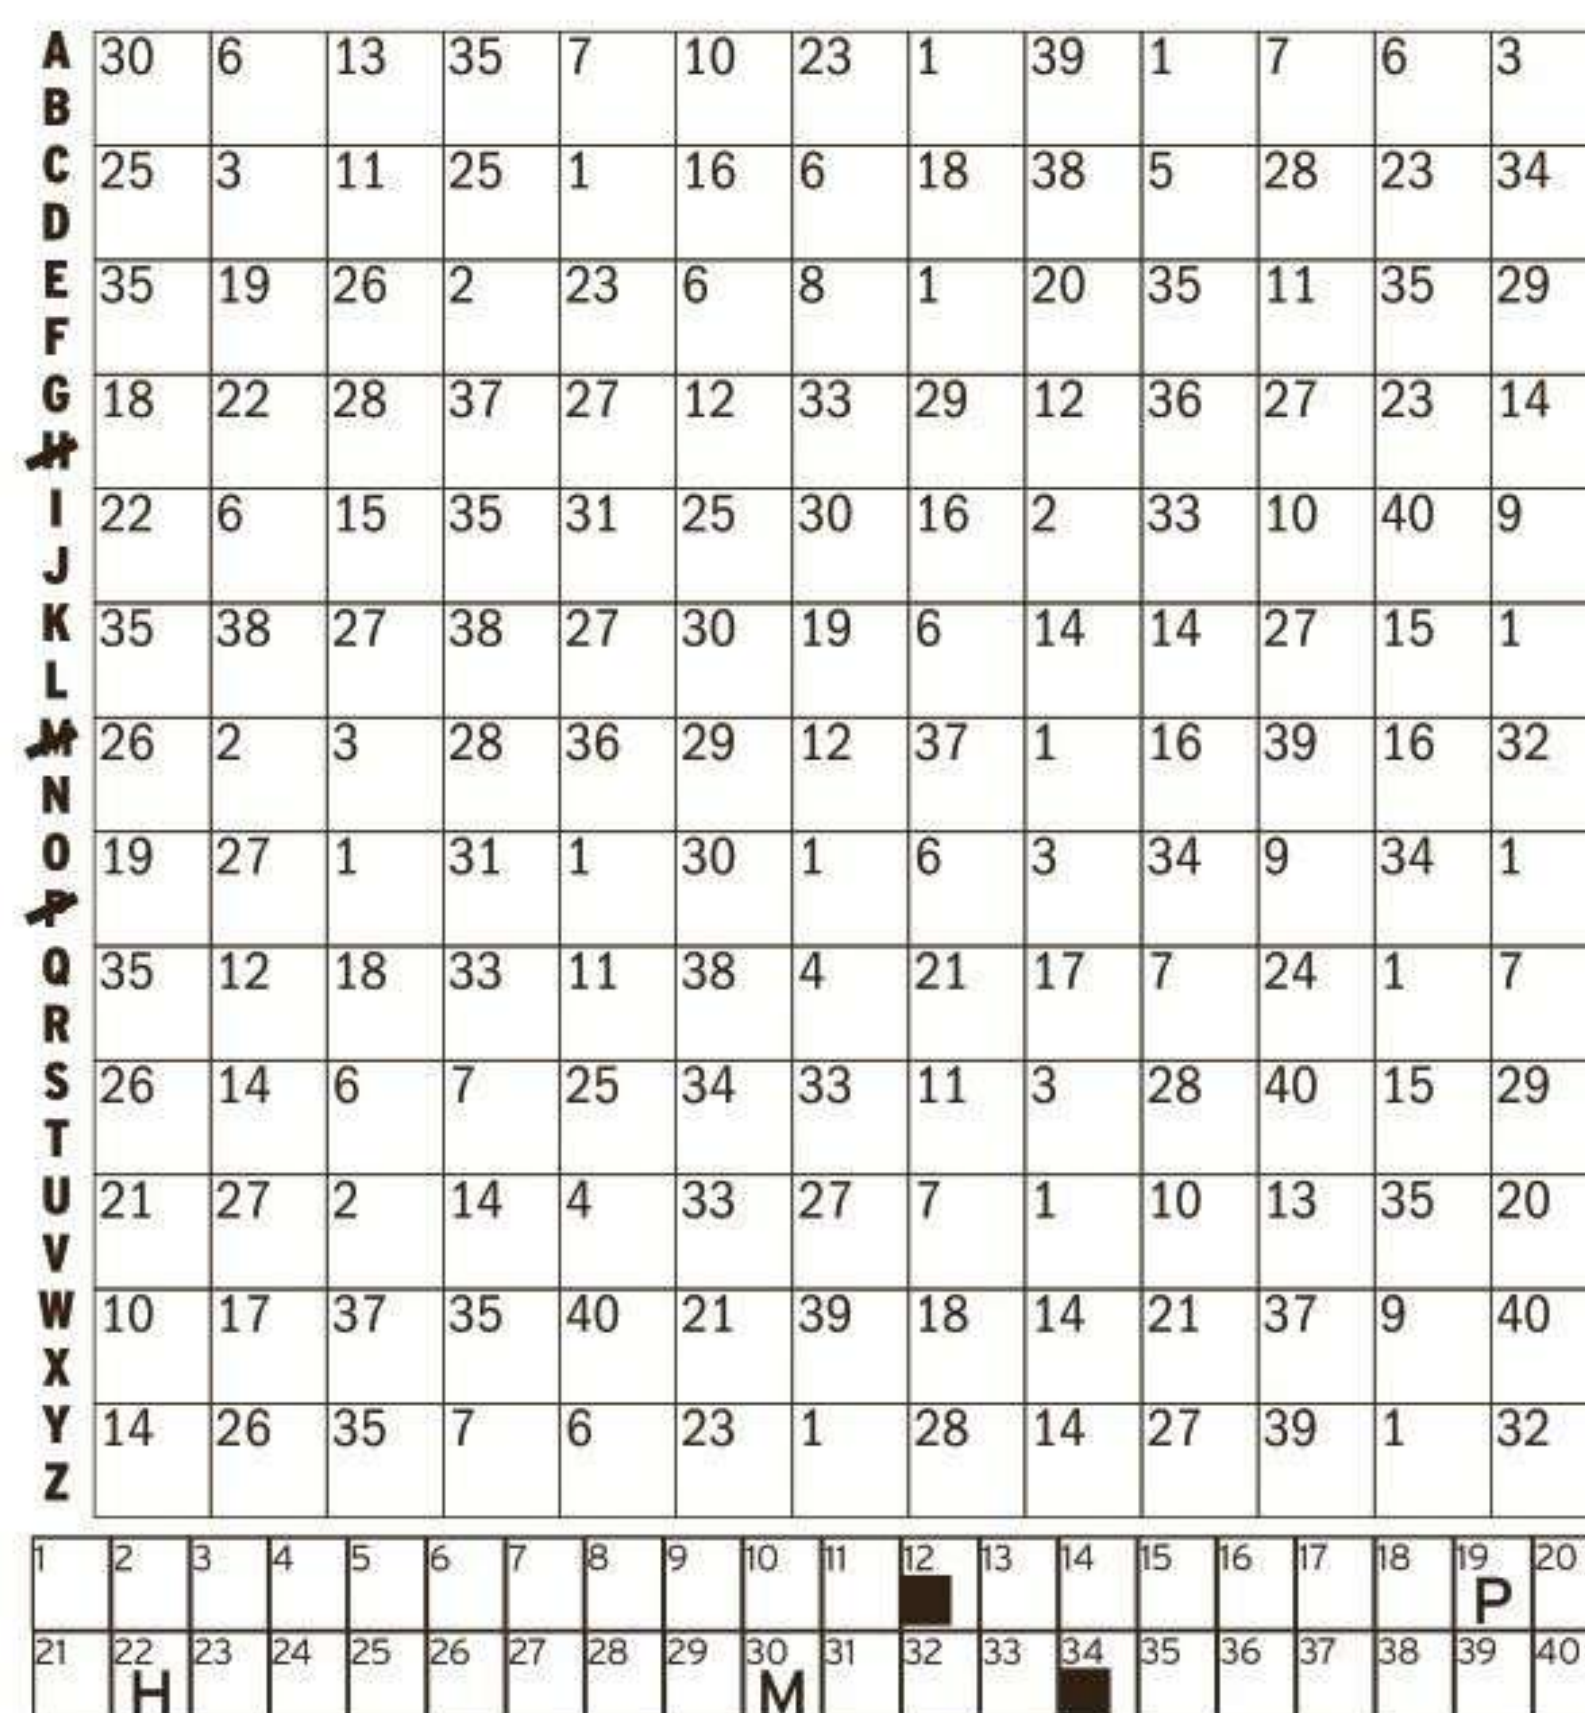 A 30 6 13 35 7 10 23 1 39 1 7 6 3
B
C 25 3 11 25 1 16 6 18 38 5 28 23 34
D
E 35 19 26 2 23 6 8 1 20 35 11 35 29
F
G 18 22 28 37 27 12 33 29 12 36 27 23 14
H
I 22 6 15 35 31 25 30 16 2 33 10 40 9
J
K 35 38 27 38 27 30 19 6 14 14 27 15 1
L
M 26 2 3 28 36 29 12 37 1 16 39 16 32
N
O 19 27 1 31 1 30 1 6 3 34 9 34 1
P
Q 35 12 18 33 11 38 4 21 17 7 24 1 7
R
S 26 14 6 7 25 34 33 11 3 28 40 15 29
T
U 21 27 2 14 4 33 27 7 1 10 13 35 20
V
W 10 17 37 35 40 21 39 18 14 21 37 9 40
X
Y 14 26 35 7 6 23 1 28 14 27 39 1 32
Z
1 2 3 4 5 6 7 8 9 10 11 12 13 14 15 16 17 18 19 20
P
21 22 23 24 25 26 27 28 29 30 31 32 33 34 35 36 37 38 39 40
H M